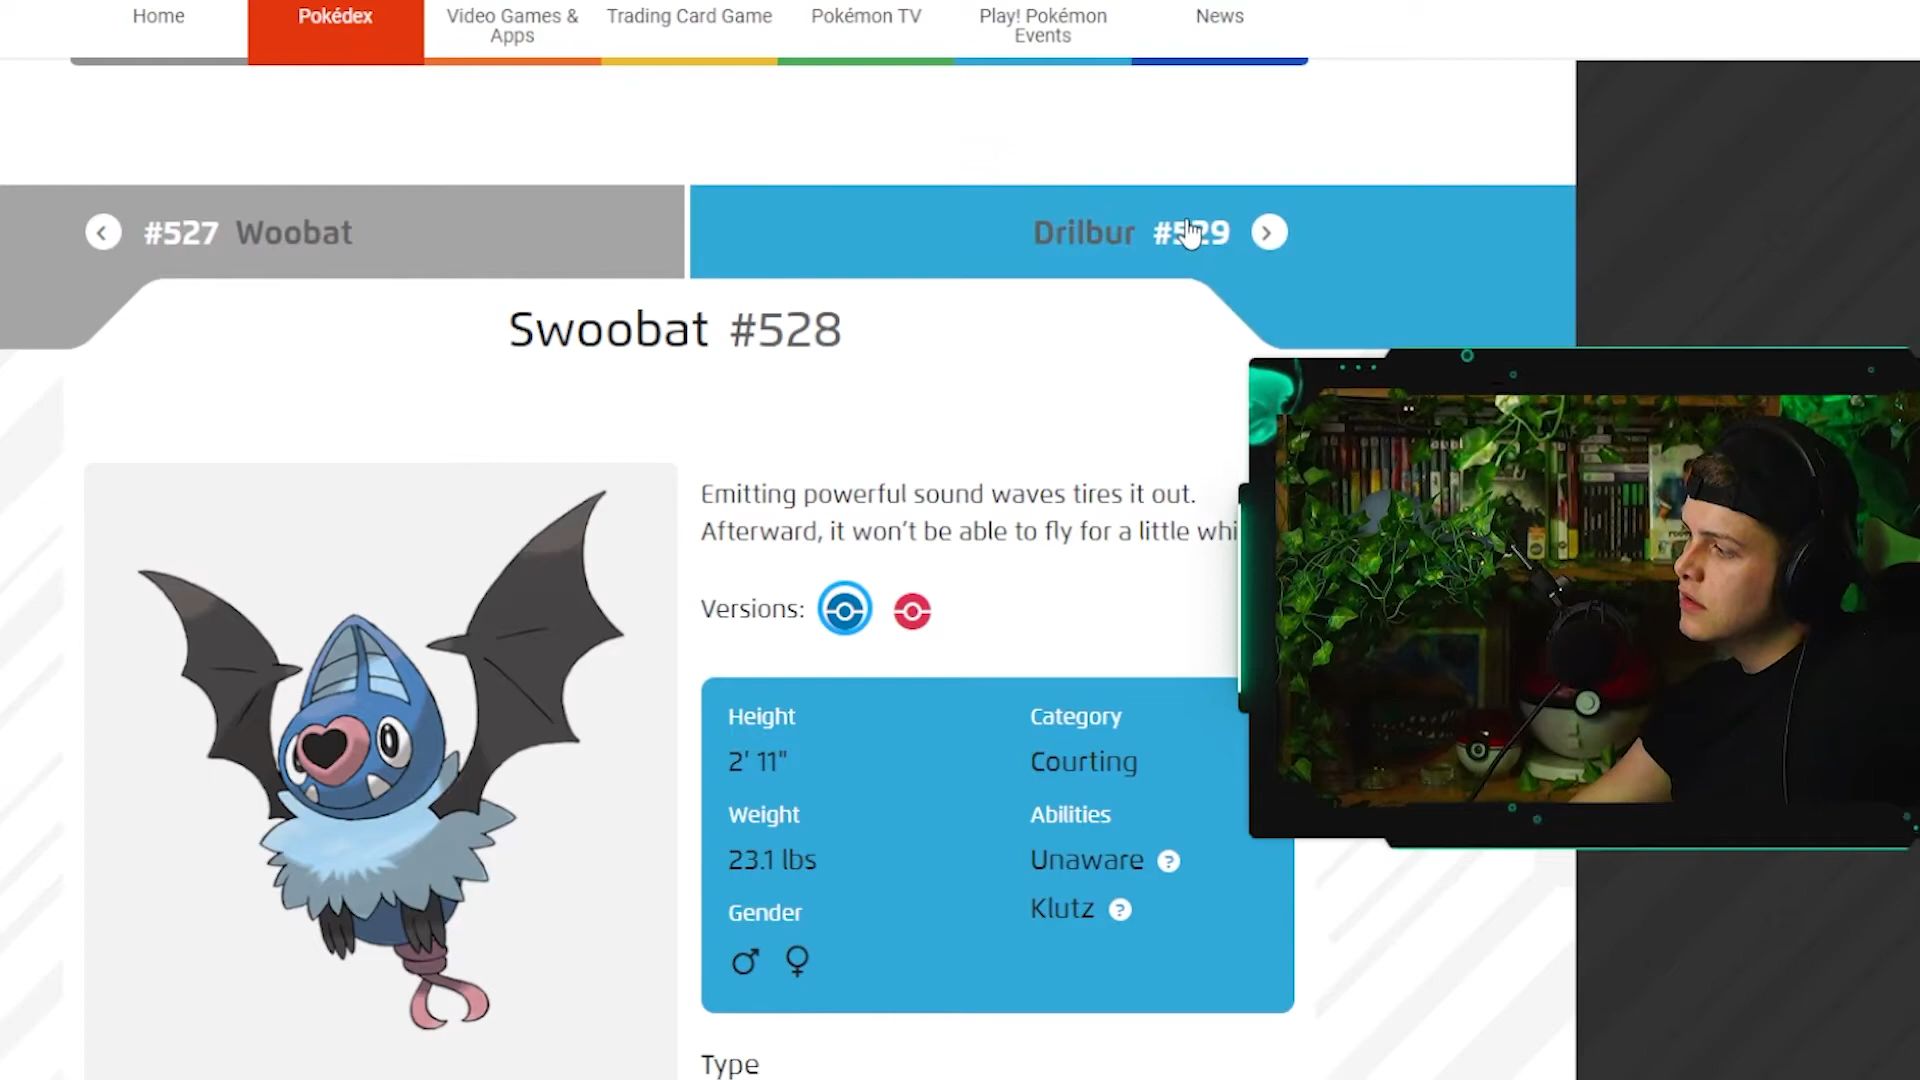 Home
Pokédex
Video Games &
Apps
Trading Card Game
Pokémon TV
Play! Pokémon
Events
News
#527 Woobat
Drilbur #529
Swoobat #528
Emitting powerful sound waves tires it out.
Afterward, it won't be able to fly for a little whi
Versions:
Height
2' 11"
Weight
23.1 lbs
Gender
Category
Courting
Abilities
Unaware ?
Klutz ?
Type